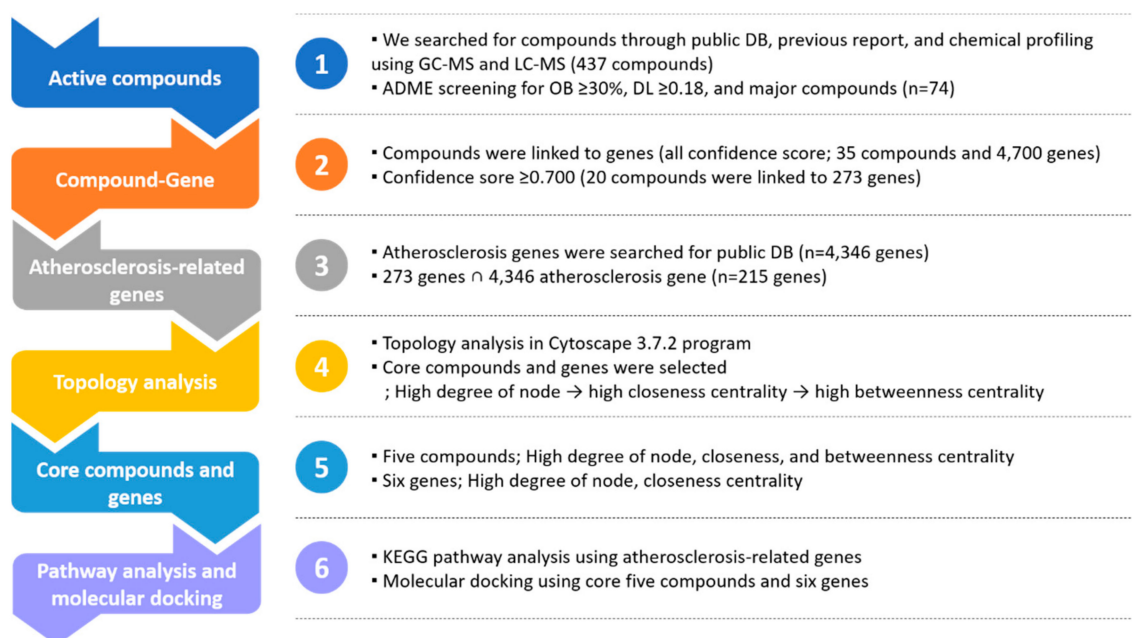 Active compounds
1
▪ We searched for compounds through public DB, previous report, and chemical profiling
using GC-MS and LC-MS (437 compounds)
▪ ADME screening for OB ≥30%, DL ≥0.18, and major compounds (n=74)
Compound-Gene
2
▪ Compounds were linked to genes (all confidence score; 35 compounds and 4,700 genes)
▪ Confidence sore ≥0.700 (20 compounds were linked to 273 genes)
Atherosclerosis-related
genes
3
▪ Atherosclerosis genes were searched for public DB (n=4,346 genes)
▪ 273 genes ∩ 4,346 atherosclerosis gene (n=215 genes)
Topology analysis
4
▪ Topology analysis in Cytoscape 3.7.2 program
▪ Core compounds and genes were selected
; High degree of node → high closeness centrality → high betweenness centrality
Core compounds and
genes
5
▪ Five compounds; High degree of node, closeness, and betweenness centrality
▪ Six genes; High degree of node, closeness centrality
Pathway analysis and
molecular docking
6
▪ KEGG pathway analysis using atherosclerosis-related genes
▪ Molecular docking using core five compounds and six genes